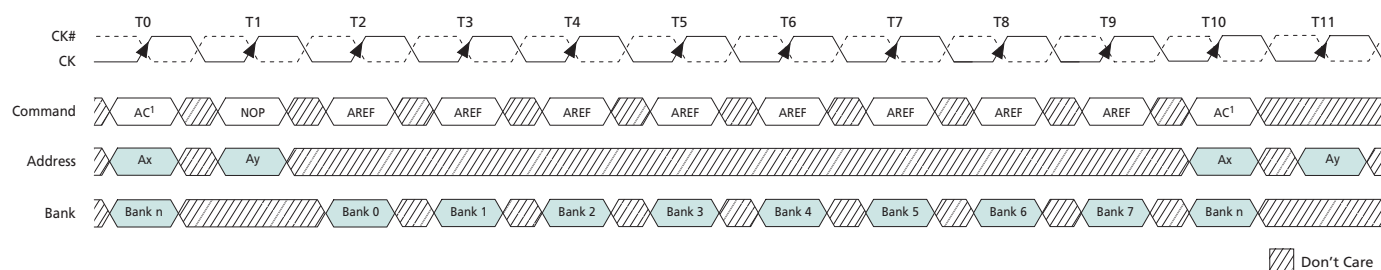 T0 T1 T2 T3 T4 T5 T6 T7 T8 T9 T10 T11
CK#
CK
Command AC¹ NOP AREF AREF AREF AREF AREF AREF AREF AREF AC¹
Address Ax Ay Ax Ay
Bank Bank n Bank 0 Bank 1 Bank 2 Bank 3 Bank 4 Bank 5 Bank 6 Bank 7 Bank n
Don't Care